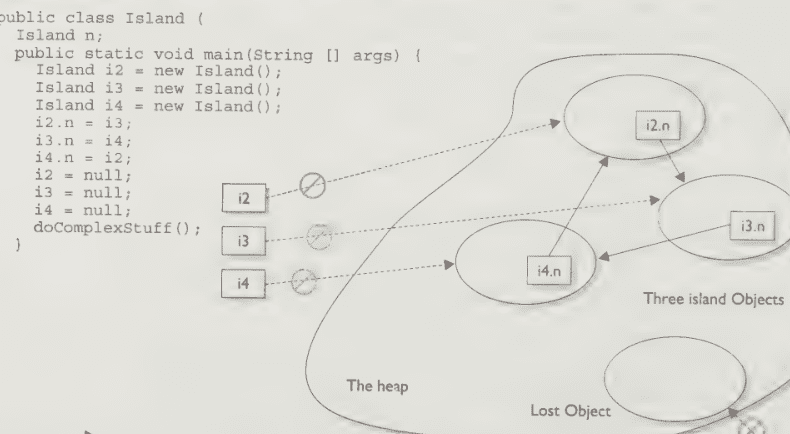 public class Island {
Island n;
public static void main(String [] args) {
Island i2 = new Island();
Island i3 = new Island();
Island i4 = new Island();
i2.n = i3;
i3.n = i4;
i4.n = i2;
i2 = null;
i3 = null;
i4 = null;
doComplexStuff();
}
i2.n
i2
i3
i3.n
i4
i4.n
Three island Objects
The heap
Lost Object